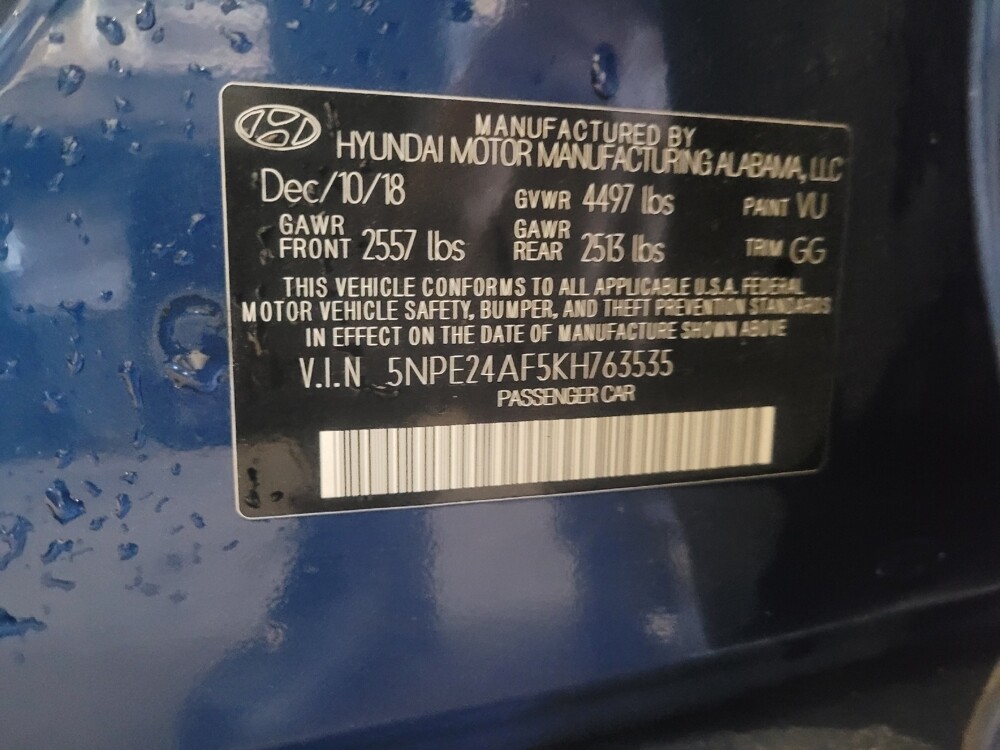 MANUFACTURED BY
HYUNDAI MOTOR MANUFACTURING ALABAMA, LLC
Dec/10/18 GVWR 4497 lbs PAINT VU
GAWR FRONT 2557 lbs GAWR REAR 2513 lbs TRIM GG
THIS VEHICLE CONFORMS TO ALL APPLICABLE U.S.A. FEDERAL
MOTOR VEHICLE SAFETY, BUMPER, AND THEFT PREVENTION STANDARDS
IN EFFECT ON THE DATE OF MANUFACTURE SHOWN ABOVE
V.I.N 5NPE24AF5KH763535
PASSENGER CAR